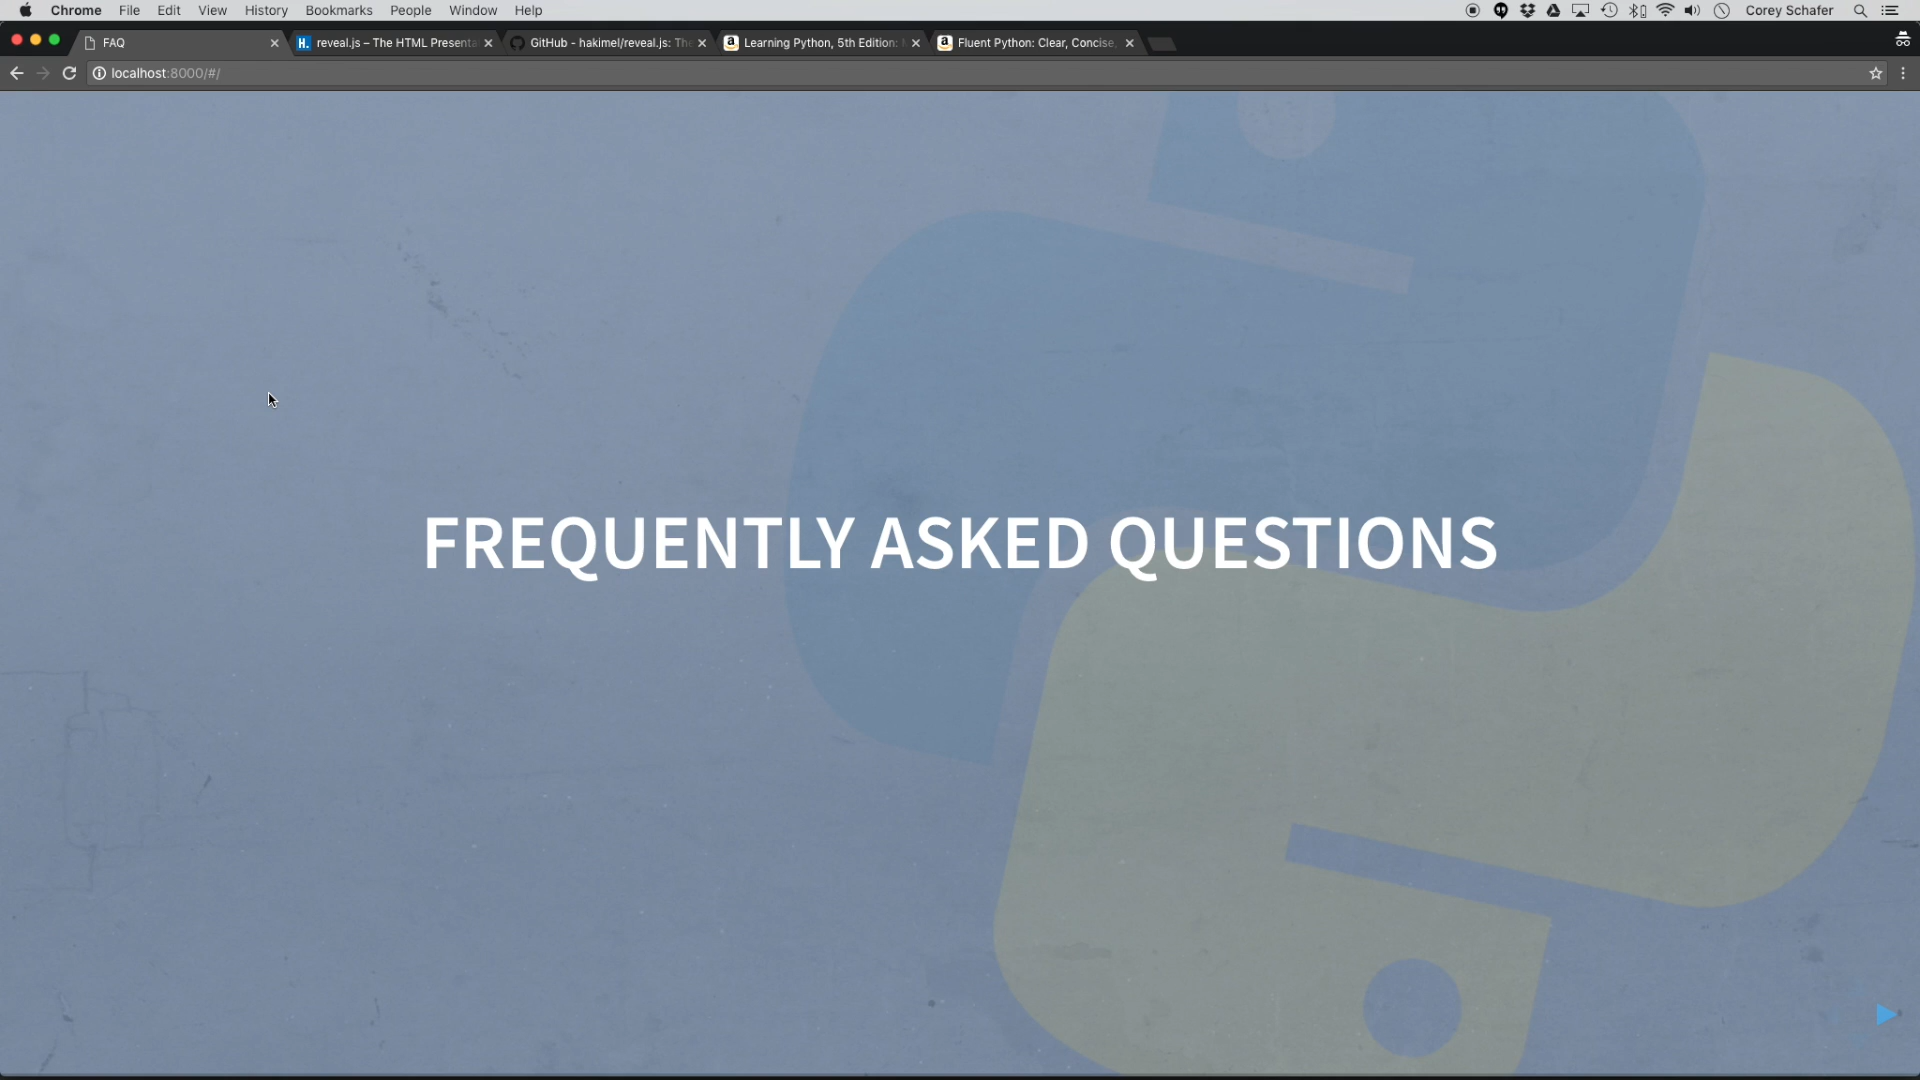 Chrome File Edit View History Bookmarks People Window Help Corey Schafer
FAQ reveal.js – The HTML Presenta GitHub - hakimel/reveal.js: The Learning Python, 5th Edition: Fluent Python: Clear, Concise,
localhost:8000/#/
FREQUENTLY ASKED QUESTIONS